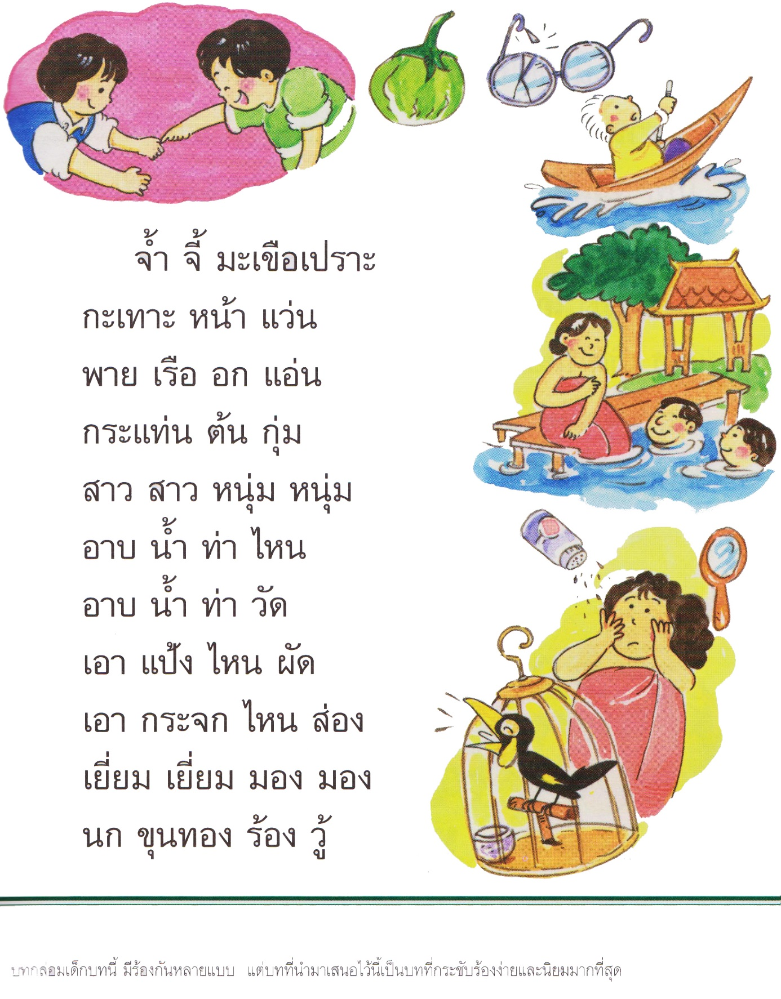 จ้ำ จี้ มะเขือเปราะ
กะเทาะ หน้า แว่น
พาย เรือ อก แอ่น
กระแท่น ต้น กุ่ม
สาว สาว หนุ่ม หนุ่ม
อาบ น้ำ ท่า ไหน
อาบ น้ำ ท่า วัด
เอา แป้ง ไหน ผัด
เอา กระจก ไหน ส่อง
เยี่ยม เยี่ยม มอง มอง
นก ขุนทอง ร้อง วู้
บทกล่อมเด็กบทนี้ มีร้องกันหลายแบบ แต่บทที่นำมาเสนอไว้นี้เป็นบทที่กระชับร้องง่ายและนิยมมากที่สุด